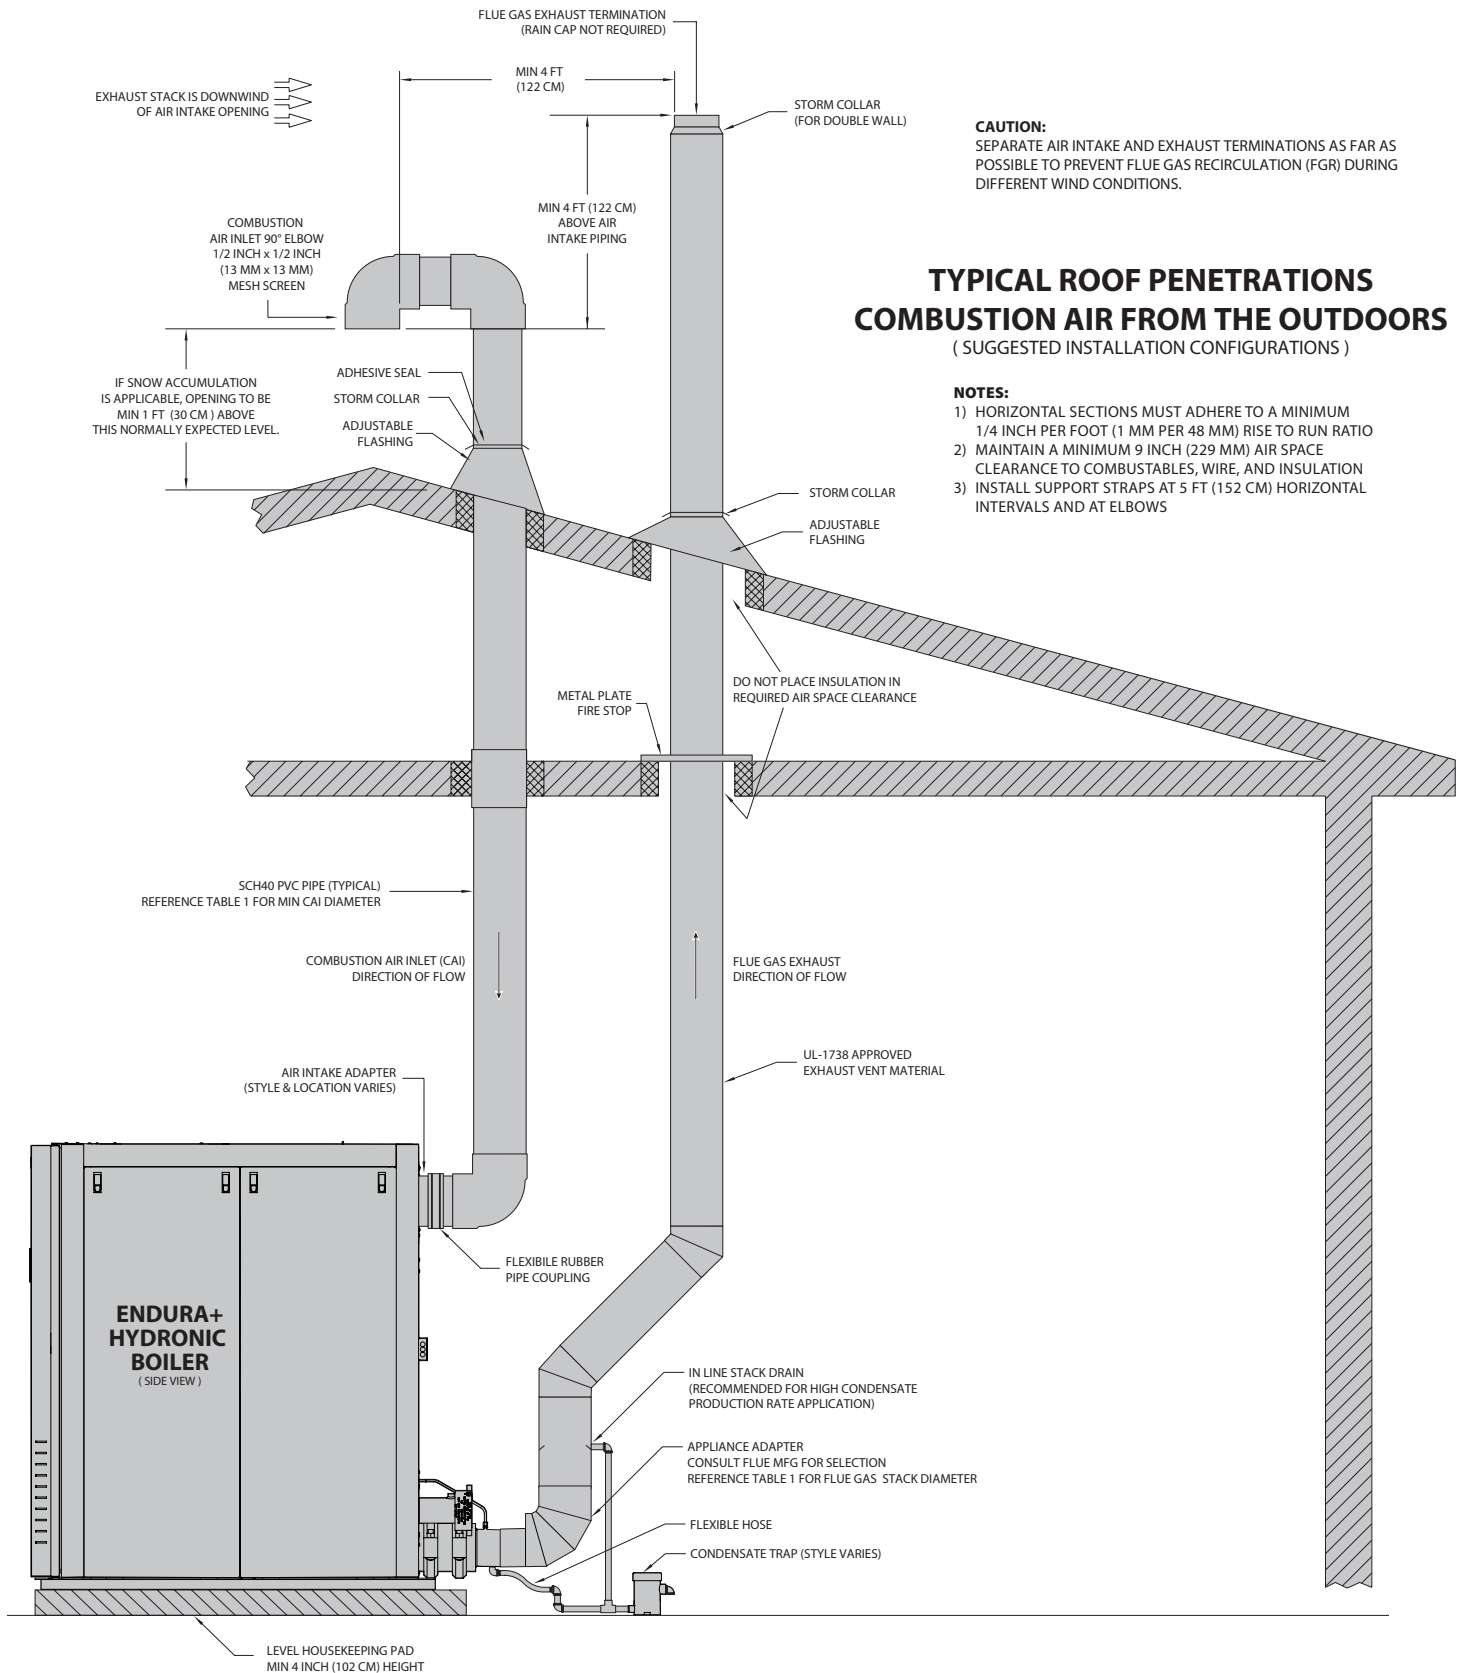 FLUE GAS EXHAUST TERMINATION
(RAIN CAP NOT REQUIRED)
MIN 4 FT
(122 CM)
EXHAUST STACK IS DOWNWIND
OF AIR INTAKE OPENING
STORM COLLAR
(FOR DOUBLE WALL)
CAUTION:
SEPARATE AIR INTAKE AND EXHAUST TERMINATIONS AS FAR AS
POSSIBLE TO PREVENT FLUE GAS RECIRCULATION (FGR) DURING
DIFFERENT WIND CONDITIONS.
MIN 4 FT (122 CM)
ABOVE AIR
INTAKE PIPING
COMBUSTION
AIR INLET 90° ELBOW
1/2 INCH x 1/2 INCH
(13 MM x 13 MM)
MESH SCREEN
TYPICAL ROOF PENETRATIONS
COMBUSTION AIR FROM THE OUTDOORS
( SUGGESTED INSTALLATION CONFIGURATIONS )
IF SNOW ACCUMULATION
IS APPLICABLE, OPENING TO BE
MIN 1 FT (30 CM ) ABOVE
THIS NORMALLY EXPECTED LEVEL.
ADHESIVE SEAL
STORM COLLAR
ADJUSTABLE
FLASHING
NOTES:
1) HORIZONTAL SECTIONS MUST ADHERE TO A MINIMUM
1/4 INCH PER FOOT (1 MM PER 48 MM) RISE TO RUN RATIO
2) MAINTAIN A MINIMUM 9 INCH (229 MM) AIR SPACE
CLEARANCE TO COMBUSTABLES, WIRE, AND INSULATION
3) INSTALL SUPPORT STRAPS AT 5 FT (152 CM) HORIZONTAL
INTERVALS AND AT ELBOWS
STORM COLLAR
ADJUSTABLE
FLASHING
DO NOT PLACE INSULATION IN
REQUIRED AIR SPACE CLEARANCE
METAL PLATE
FIRE STOP
SCH40 PVC PIPE (TYPICAL)
REFERENCE TABLE 1 FOR MIN CAI DIAMETER
COMBUSTION AIR INLET (CAI)
DIRECTION OF FLOW
FLUE GAS EXHAUST
DIRECTION OF FLOW
UL-1738 APPROVED
EXHAUST VENT MATERIAL
AIR INTAKE ADAPTER
(STYLE & LOCATION VARIES)
FLEXIBILE RUBBER
PIPE COUPLING
ENDURA+
HYDRONIC
BOILER
( SIDE VIEW )
IN LINE STACK DRAIN
(RECOMMENDED FOR HIGH CONDENSATE
PRODUCTION RATE APPLICATION)
APPLIANCE ADAPTER
CONSULT FLUE MFG FOR SELECTION
REFERENCE TABLE 1 FOR FLUE GAS STACK DIAMETER
FLEXIBLE HOSE
CONDENSATE TRAP (STYLE VARIES)
LEVEL HOUSEKEEPING PAD
MIN 4 INCH (102 CM) HEIGHT